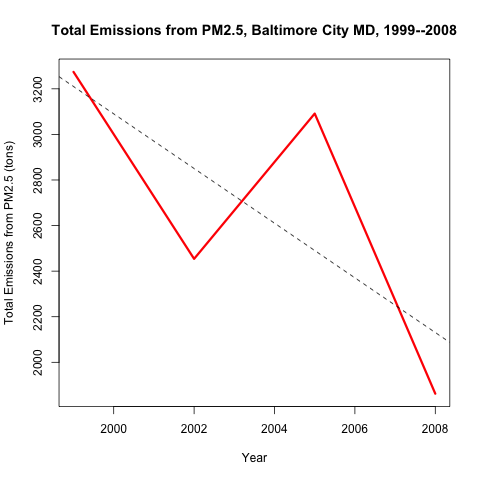 Total Emissions from PM2.5, Baltimore City MD, 1999--2008
Total Emissions from PM2.5 (tons)
3200
3000
2800
2600
2400
2200
2000
2000 2002 2004 2006 2008
Year